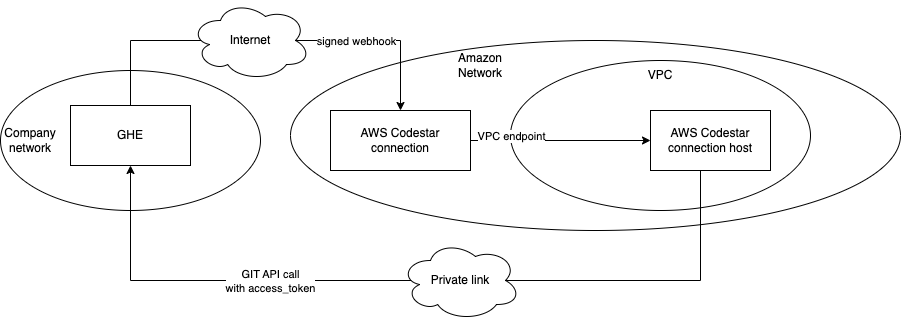 Internet
signed webhook
Amazon
Network
VPC
Company
network
GHE
AWS Codestar
connection
VPC endpoint
AWS Codestar
connection host
GIT API call
with access_token
Private link